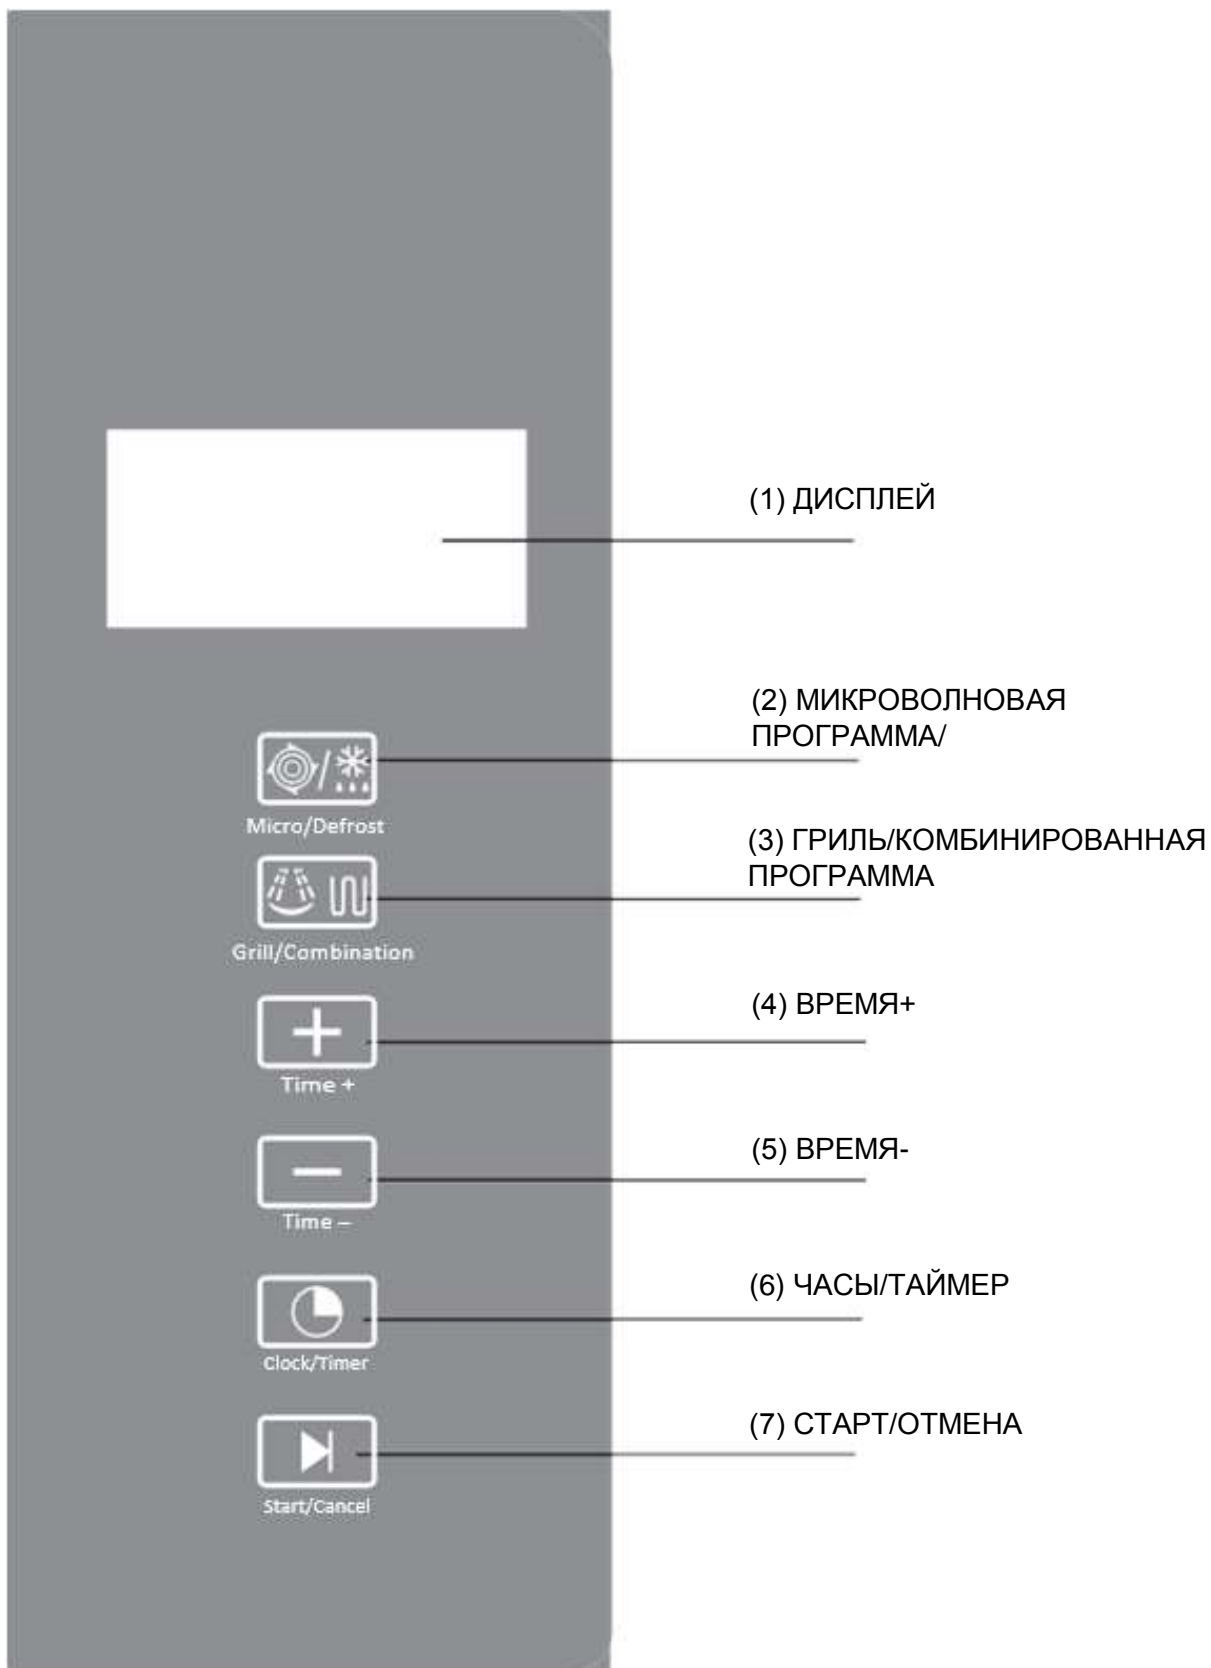 (1) ДИСПЛЕЙ
(2) МИКРОВОЛНОВАЯ
ПРОГРАММА/
Micro/Defrost
(3) ГРИЛЬ/КОМБИНИРОВАННАЯ
ПРОГРАММА
Grill/Combination
(4) ВРЕМЯ+
Time +
(5) ВРЕМЯ-
Time –
(6) ЧАСЫ/ТАЙМЕР
Clock/Timer
(7) СТАРТ/ОТМЕНА
Start/Cancel